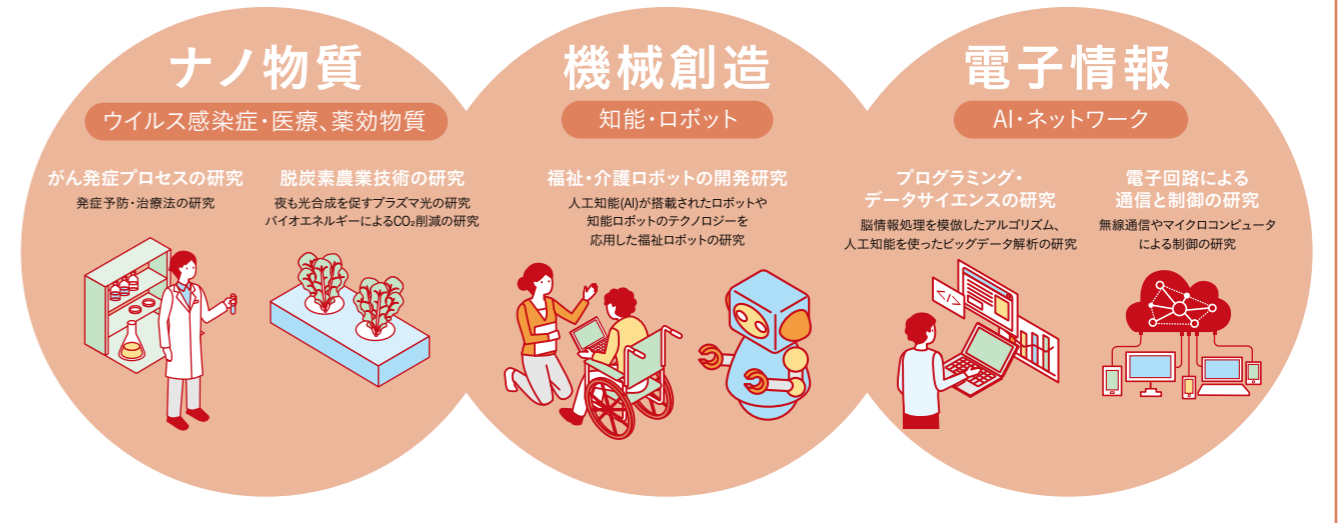 ナノ物質
ウイルス感染症・医療、薬効物質
がん発症プロセスの研究
発症予防・治療法の研究
脱炭素農業技術の研究
夜も光合成を促すプラズマ光の研究
バイオエネルギーによるCO₂削減の研究
機械創造
知能・ロボット
福祉・介護ロボットの開発研究
人工知能(AI)が搭載されたロボットや
知能ロボットのテクノロジーを
応用した福祉ロボットの研究
電子情報
AI・ネットワーク
プログラミング・
データサイエンスの研究
脳情報処理を模倣したアルゴリズム、
人工知能を使ったビッグデータ解析の研究
</>
電子回路による
通信と制御の研究
無線通信やマイクロコンピュータ
による制御の研究